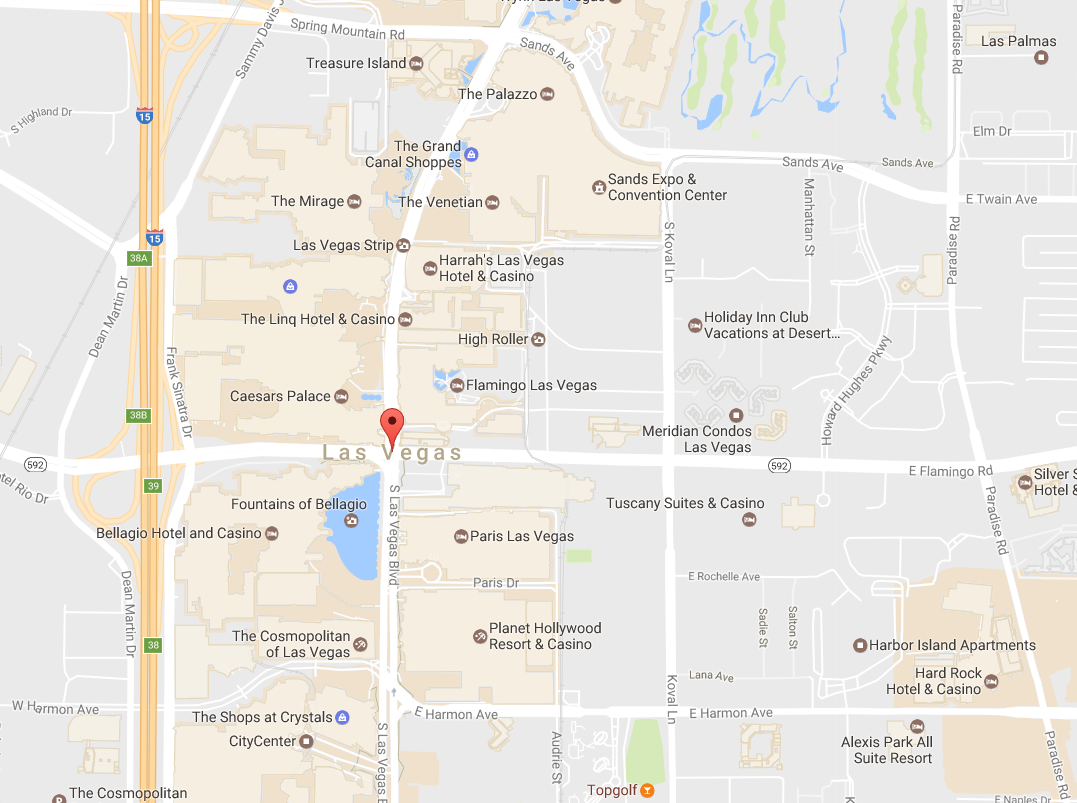 Wynn Las Vegas
Spring Mountain Rd
Sammy Davis J
Sands Ave
Paradise Rd
Las Palmas
Treasure Island
The Palazzo
15
S Highland Dr
Elm Dr
The Grand
Canal Shoppes
Sands Ave
Sands Ave
Sands Expo &
Convention Center
The Mirage
The Venetian
E Twain Ave
Manhattan St
15
38A
Las Vegas Strip
S Koval Ln
Paradise Rd
Harrah's Las Vegas
Hotel & Casino
Dean Martin Dr
The Linq Hotel & Casino
Holiday Inn Club
Vacations at Desert...
High Roller
Frank Sinatra Dr
Flamingo Las Vegas
Howard Hughes Pkwy
Caesars Palace
38B
Meridian Condos
Las Vegas
Las Vegas
592
592
E Flamingo Rd
tel Rio Dr
39
Silver S
Hotel &
Fountains of Bellagio
S Las Vegas Blvd
Tuscany Suites & Casino
Bellagio Hotel and Casino
Paris Las Vegas
Paradise Rd
Dean Martin Dr
Paris Dr
E Rochelle Ave
Sadie St
Salton St
Planet Hollywood
Resort & Casino
The Cosmopolitan
of Las Vegas
38
Harbor Island Apartments
Lana Ave
Hard Rock
Hotel & Casino
Koval Ln
W Harmon Ave
The Shops at Crystals
E Harmon Ave
E Harmon Ave
CityCenter
S Las Vegas B
Audrie St
Alexis Park All
Suite Resort
Paradise Rd
The Cosmopolitan
Topgolf
K
E Naples Dr